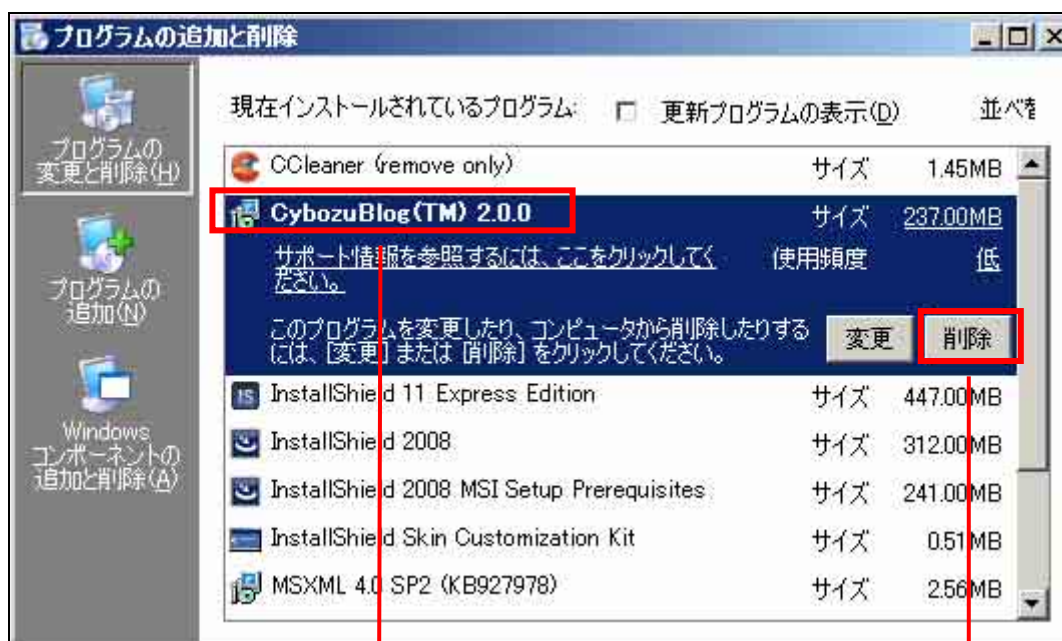 プログラムの追加と削除
現在インストールされているプログラム:
更新プログラムの表示(D)
並べ
プログラムの
変更と削除(H)
プログラムの
追加(N)
Windows
コンポーネントの
追加と削除(A)
CCleaner (remove only) サイズ 1.45MB
CybozuBlog(TM) 2.0.0 サイズ 237.00MB
サポート情報を参照するには、ここをクリックしてく 使用頻度 低
ださい。
このプログラムを変更したり、コンピュータから削除したりする
には、[変更] または [削除] をクリックしてください。
変更 削除
InstallShield 11 Express Edition サイズ 447.00MB
InstallShield 2008 サイズ 312.00MB
InstallShield 2008 MSI Setup Prerequisites サイズ 241.00MB
InstallShield Skin Customization Kit サイズ 0.51MB
MSXML 4.0 SP2 (KB927978) サイズ 2.56MB